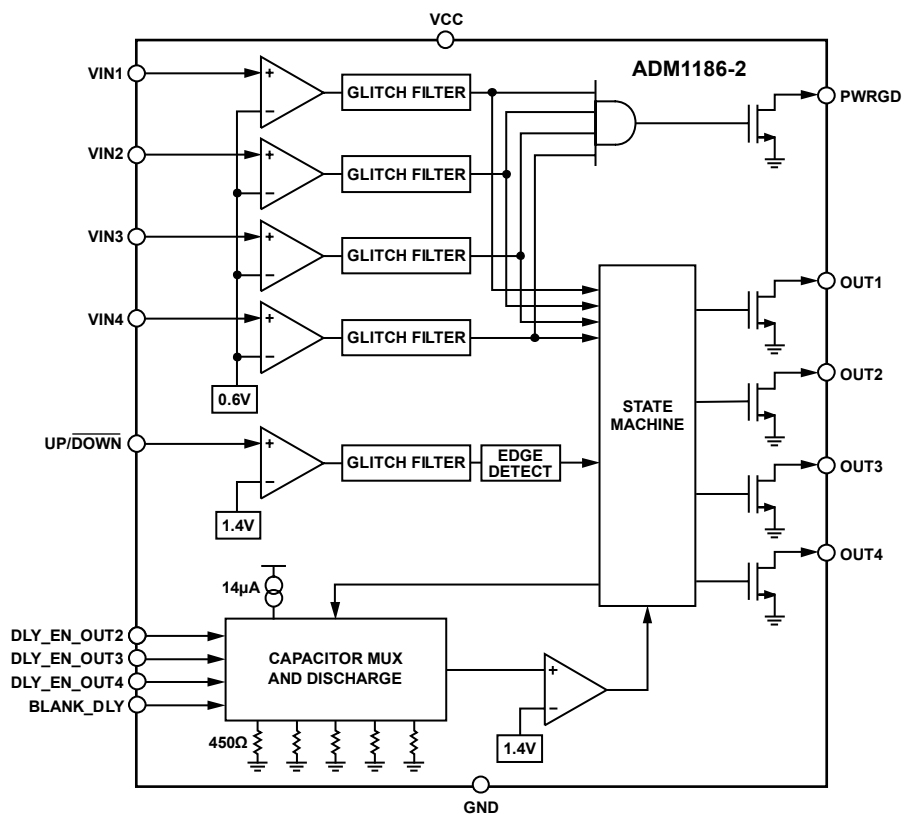 VCC
ADM1186-2
VIN1
GLITCH FILTER
PWRGD
VIN2
GLITCH FILTER
VIN3
GLITCH FILTER
OUT1
VIN4
GLITCH FILTER
0.6V
OUT2
STATE
MACHINE
UP/DOWN
GLITCH FILTER
EDGE
DETECT
OUT3
1.4V
OUT4
14µA
DLY_EN_OUT2
DLY_EN_OUT3
DLY_EN_OUT4
BLANK_DLY
CAPACITOR MUX
AND DISCHARGE
450Ω
1.4V
GND